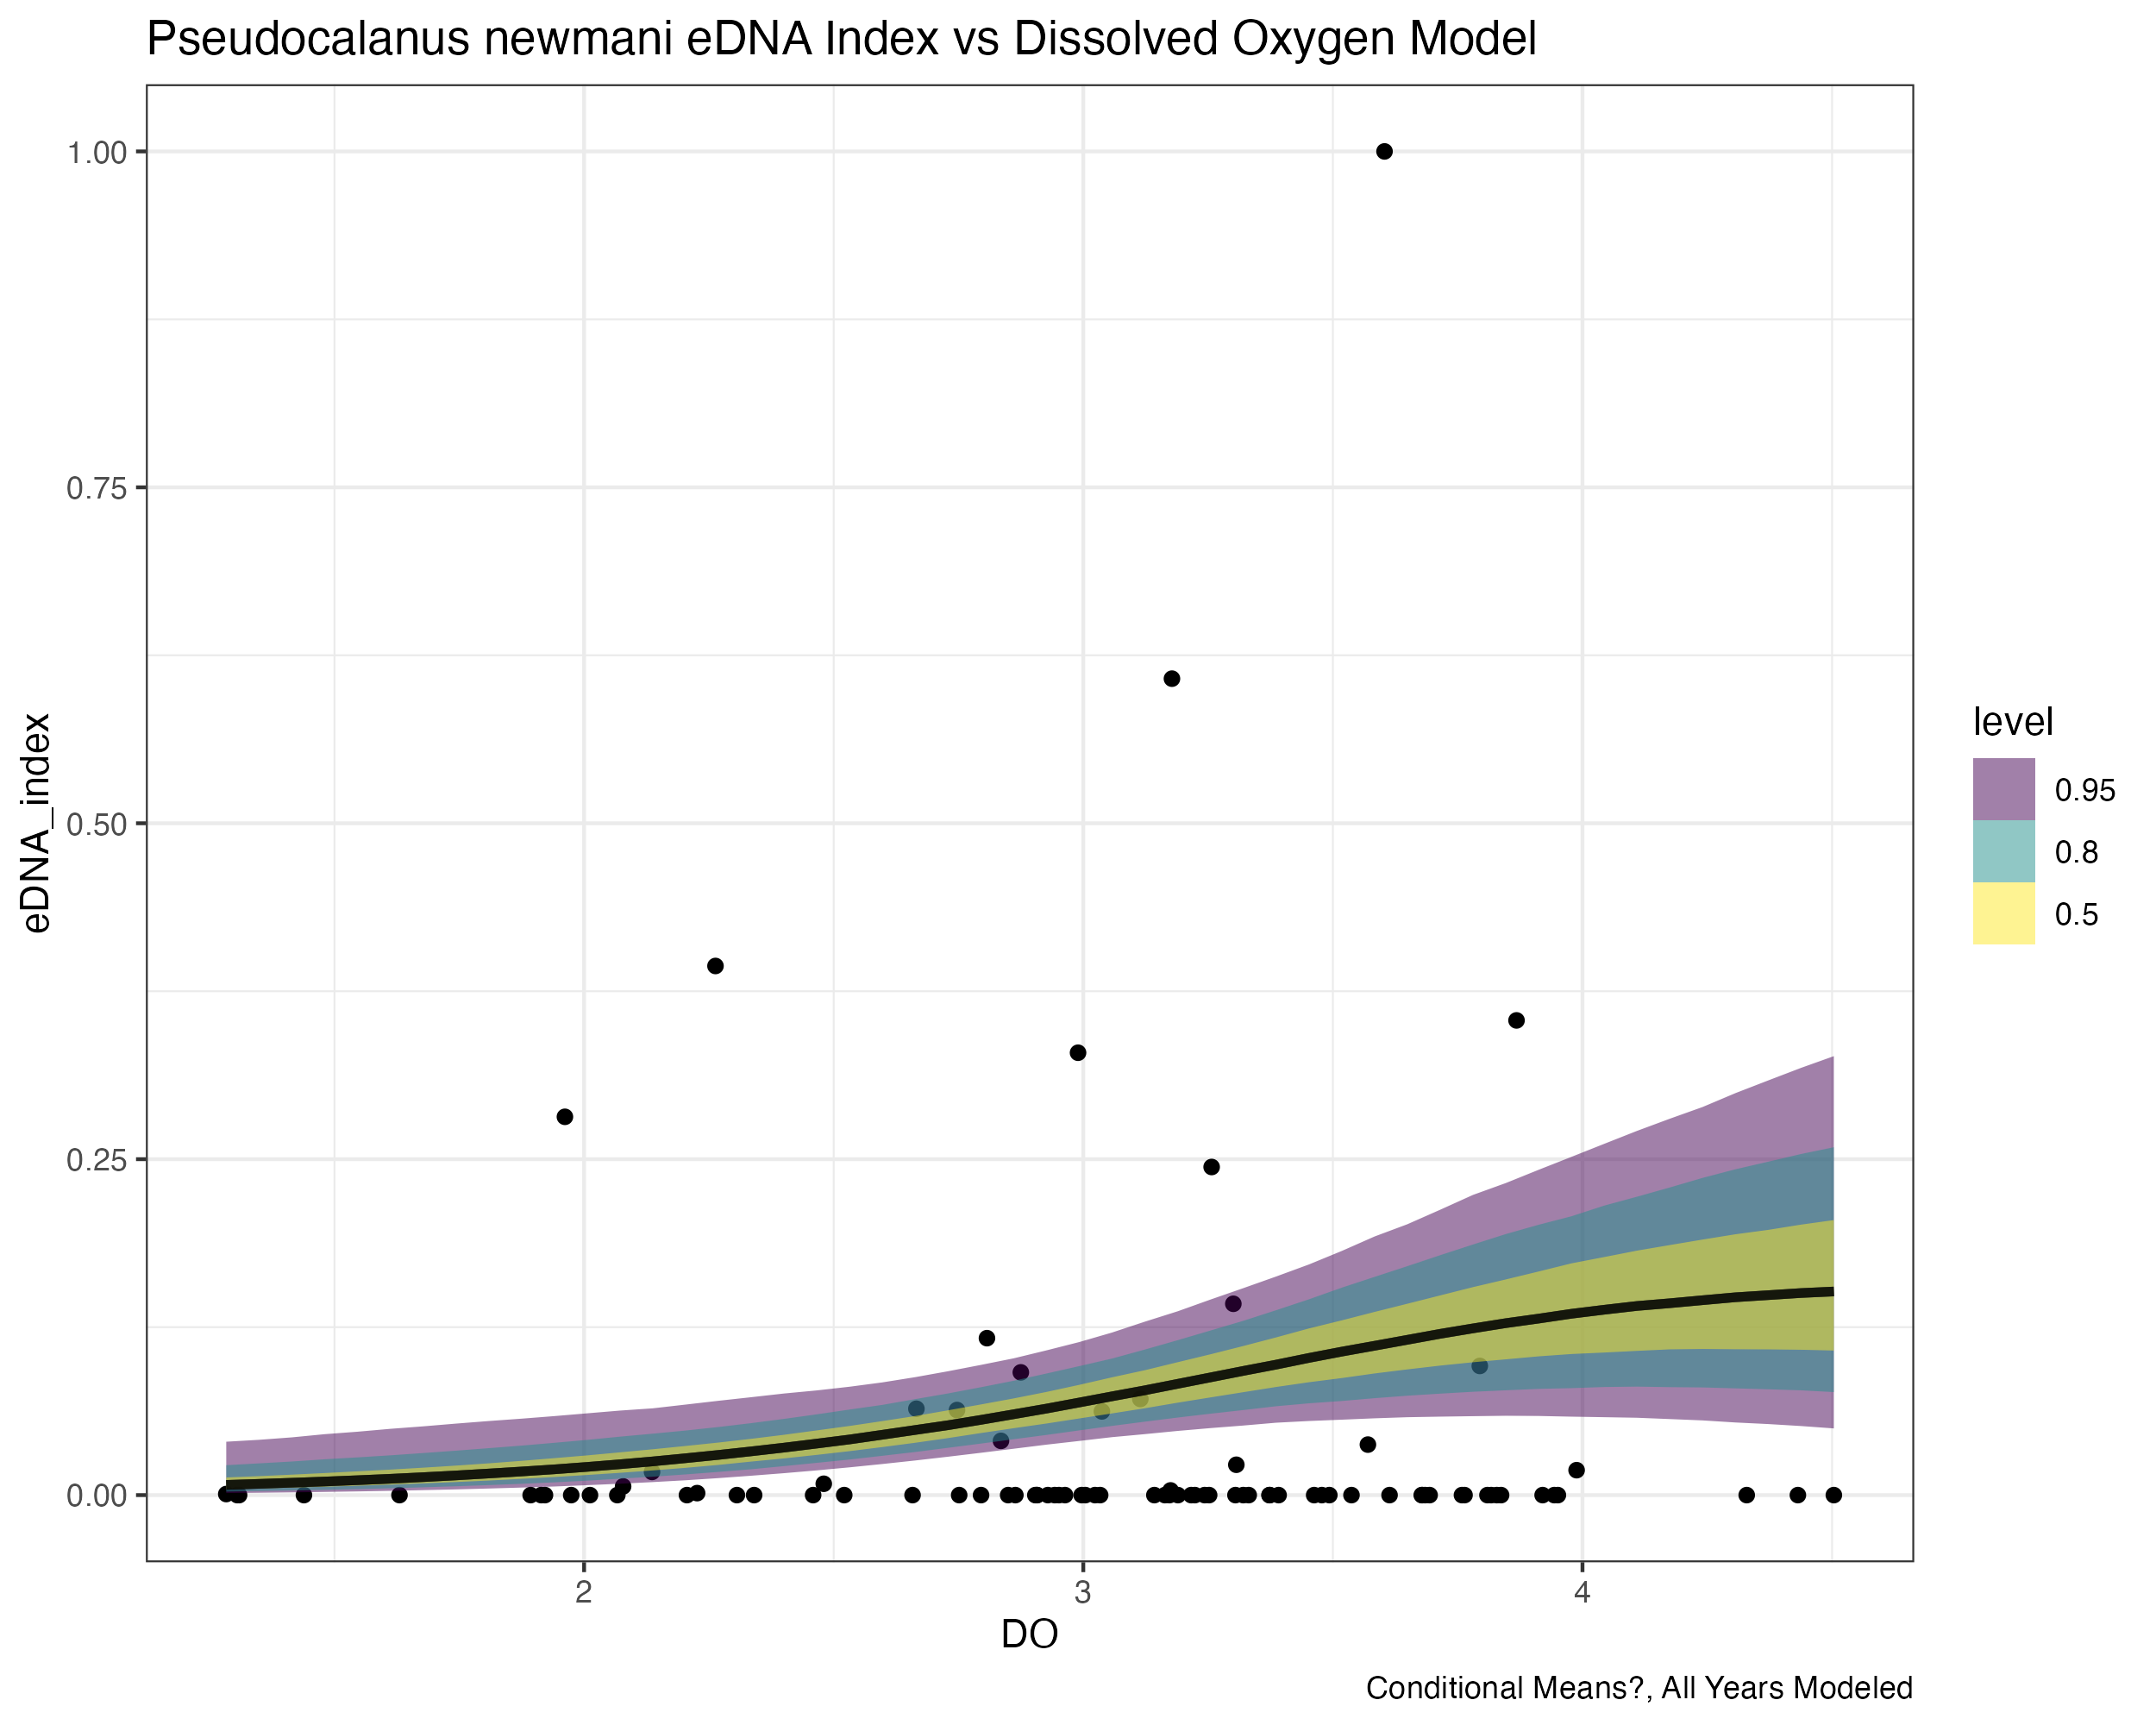 Pseudocalanus newmani eDNA Index vs Dissolved Oxygen Model
1.00
0.75
0.50
0.25
0.00
eDNA_index
2
3
4
DO
level
0.95
0.8
0.5
Conditional Means?, All Years Modeled